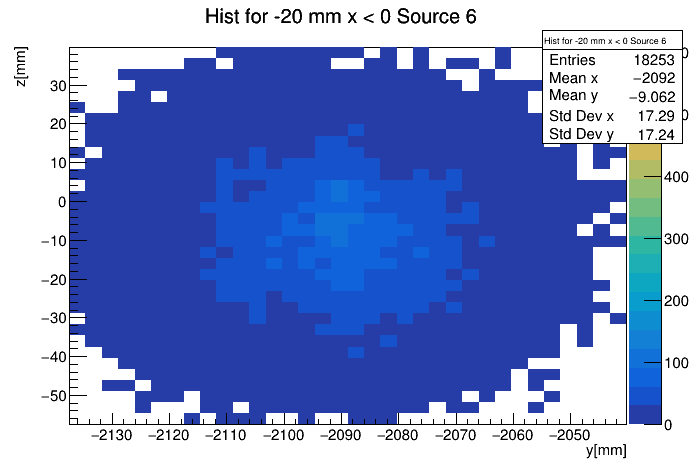 Hist for -20 mm x < 0 Source 6
Hist for -20 mm x < 0 Source 6
Entries 18253
Mean x −2092
Mean y −9.062
Std Dev x 17.29
Std Dev y 17.24
z[mm]
30
20
10
0
−10
−20
−30
−40
−50
−2130 −2120 −2110 −2100 −2090 −2080 −2070 −2060 −2050
y[mm]
0
0
400
300
200
100
0